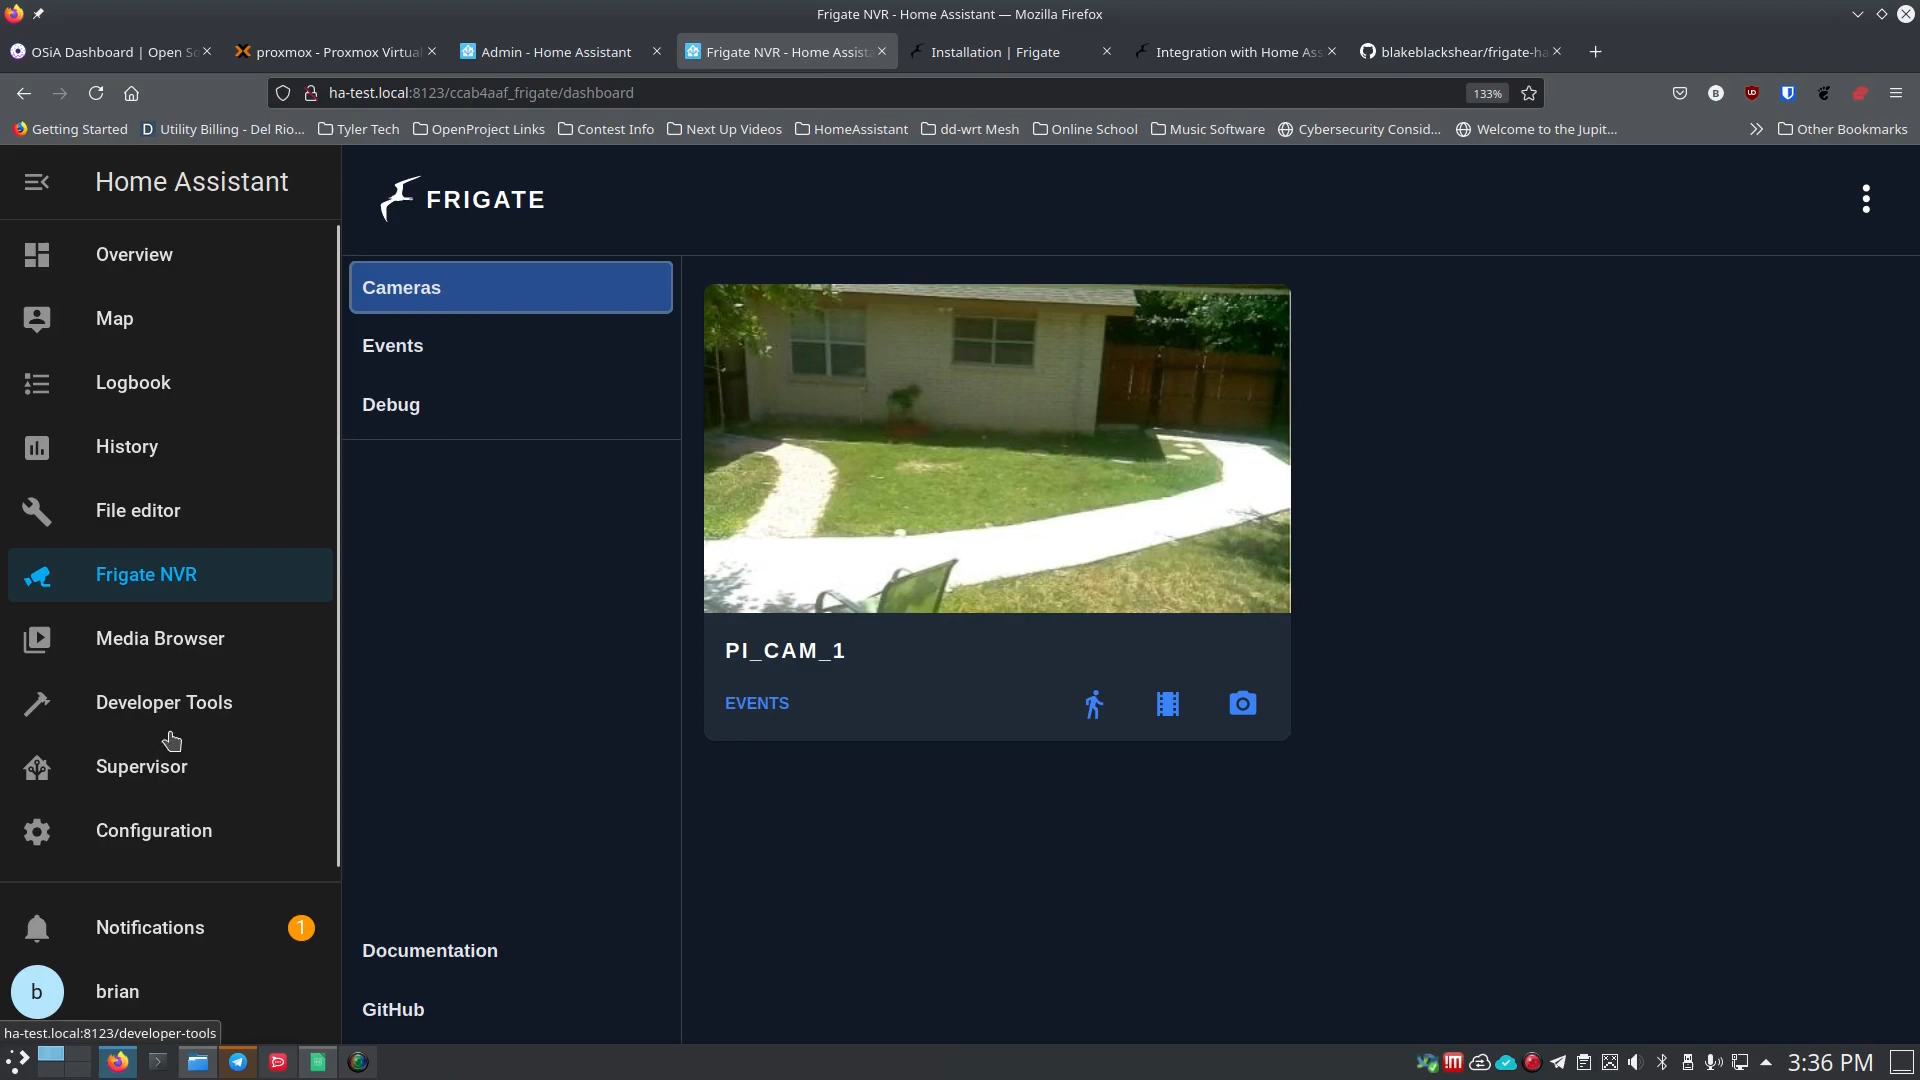 Frigate NVR - Home Assistant — Mozilla Firefox
OSiA Dashboard | Open So
proxmox - Proxmox Virtual
Admin - Home Assistant
Frigate NVR - Home Assista
Installation | Frigate
Integration with Home Ass
blakeblackshear/frigate-ha
ha-test.local:8123/ccab4aaf_frigate/dashboard
133%
Getting Started
Utility Billing - Del Rio...
Tyler Tech
OpenProject Links
Contest Info
Next Up Videos
HomeAssistant
dd-wrt Mesh
Online School
Music Software
Cybersecurity Consid...
Welcome to the Jupit...
Other Bookmarks
Home Assistant
Overview
Map
Logbook
History
File editor
Frigate NVR
Media Browser
Developer Tools
Supervisor
Configuration
Notifications
1
b
brian
ha-test.local:8123/developer-tools
FRIGATE
Cameras
Events
Debug
Documentation
GitHub
PI_CAM_1
EVENTS
3:36 PM